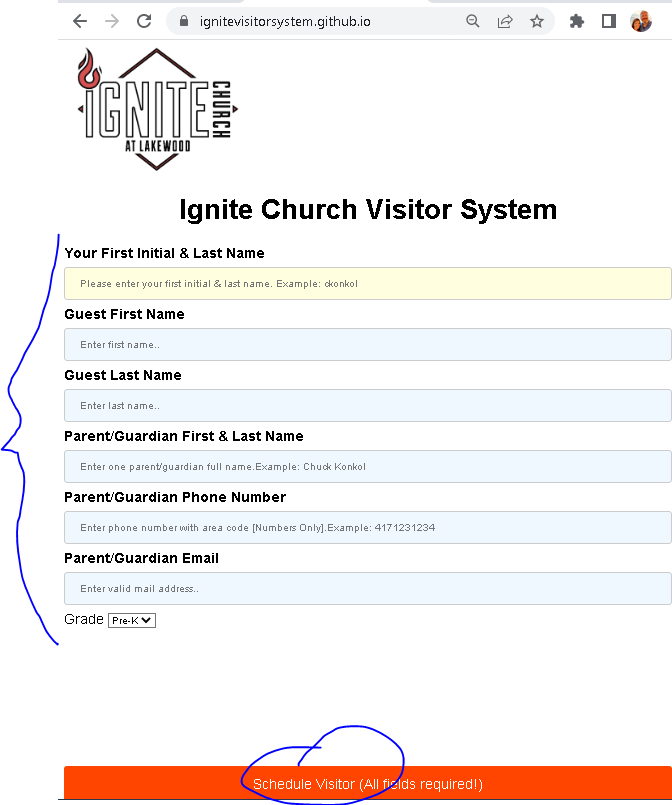 ignitevisitorsystem.github.io
IGNITE
CHURCH
AT LAKEWOOD
Ignite Church Visitor System
Your First Initial & Last Name
Please enter your first initial & last name. Example: ckonkol
Guest First Name
Enter first name..
Guest Last Name
Enter last name..
Parent/Guardian First & Last Name
Enter one parent/guardian full name.Example: Chuck Konkol
Parent/Guardian Phone Number
Enter phone number with area code [Numbers Only].Example: 4171231234
Parent/Guardian Email
Enter valid mail address..
Grade Pre-K
Schedule Visitor (All fields required!)